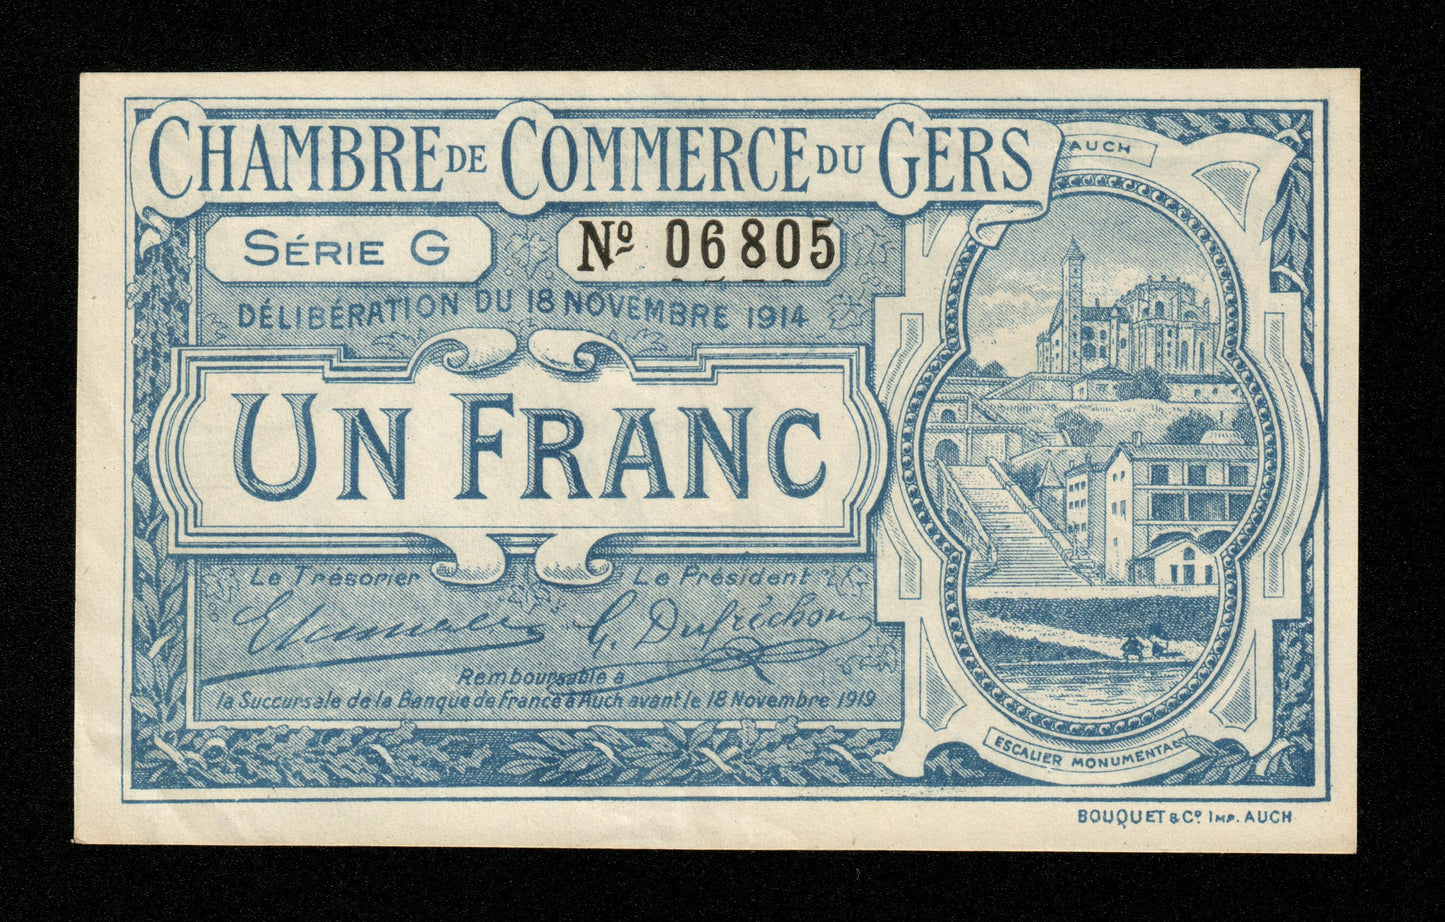 CHAMBRE DE COMMERCE DU GERS
AUCH
SÉRIE G
Nº 06805
DÉLIBÉRATION DU 18 NOVEMBRE 1914
UN FRANC
Le Trésorier
Le Président
G. Dufréchou
Remboursable à
la Succursale de la Banque de France à Auch avant le 18 Novembre 1919
ESCALIER MONUMENTAL
BOUQUET & Cº IMP. AUCH